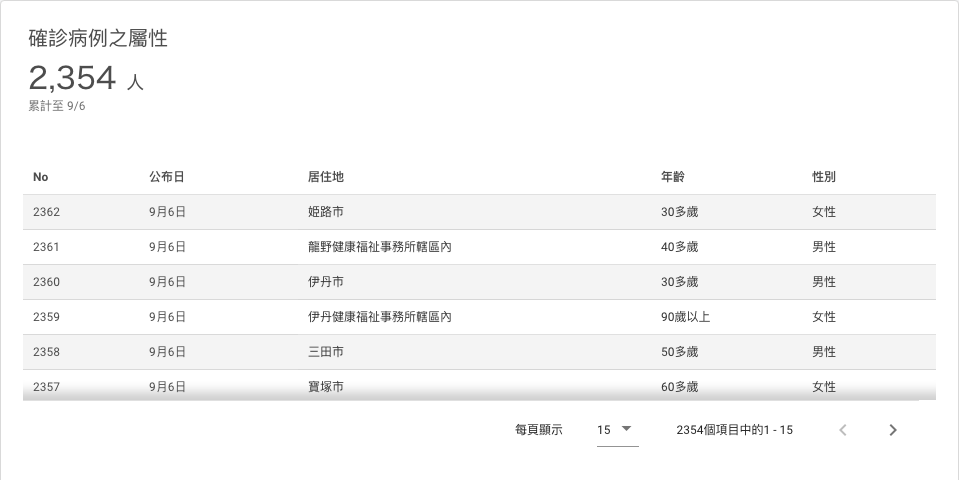 確診病例之屬性
2,354 人
累計至 9/6
No 公布日 居住地 年齡 性別
2362 9月6日 姫路市 30多歲 女性
2361 9月6日 龍野健康福祉事務所轄區內 40多歲 男性
2360 9月6日 伊丹市 30多歲 男性
2359 9月6日 伊丹健康福祉事務所轄區內 90歲以上 女性
2358 9月6日 三田市 50多歲 男性
2357 9月6日 寶塚市 60多歲 女性
每頁顯示 15 2354個項目中的1 - 15